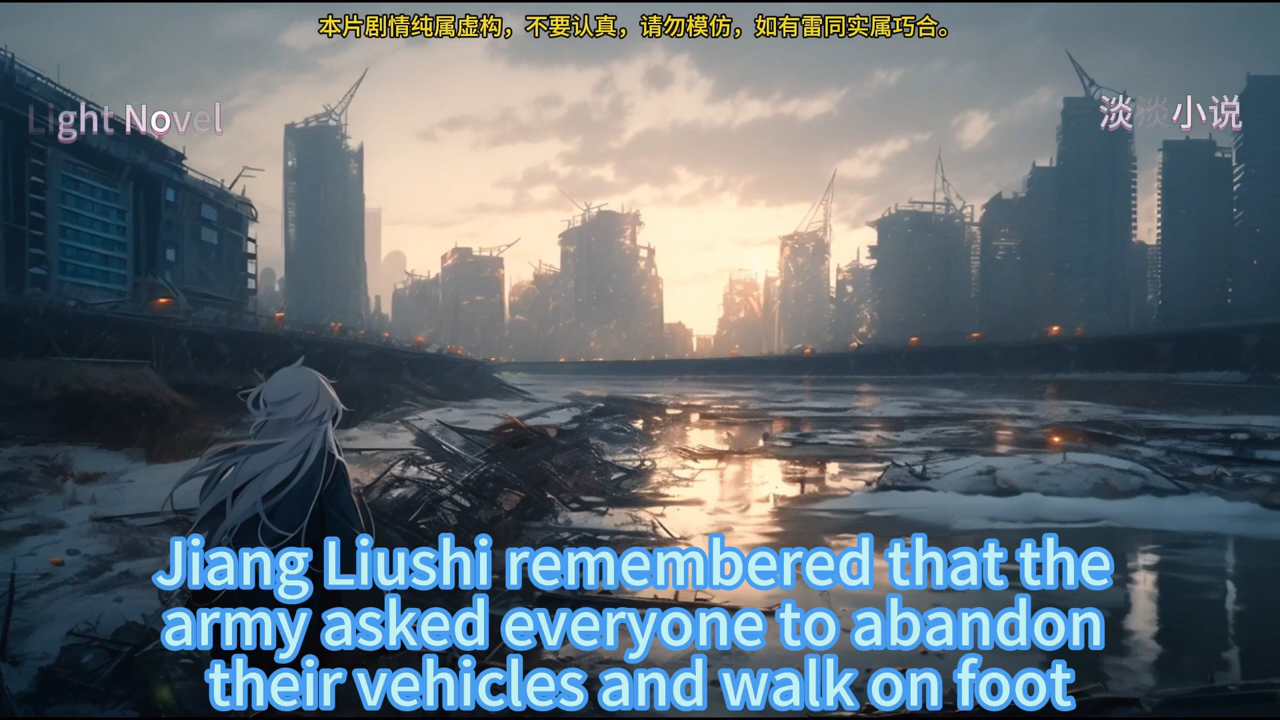 本片剧情纯属虚构，不要认真，请勿模仿，如有雷同实属巧合。
Light Novel
淡淡小说
Jiang Liushi remembered that the
army asked everyone to abandon
their vehicles and walk on foot